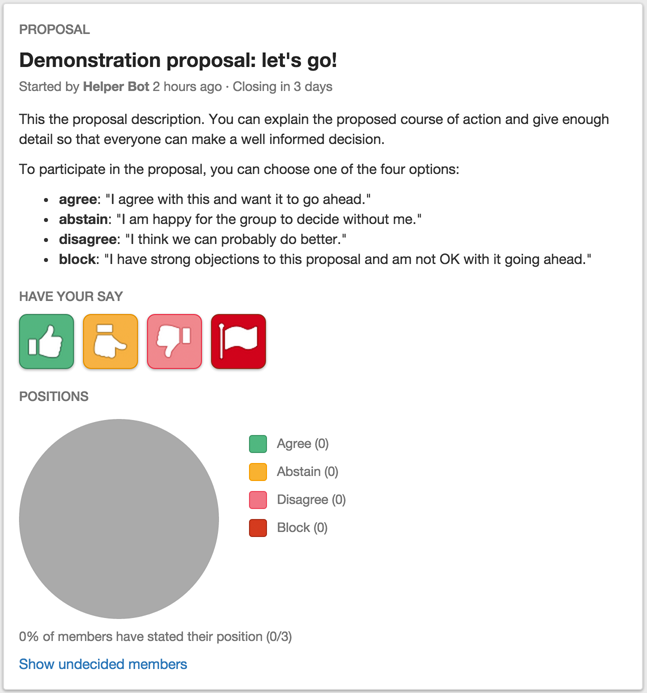 PROPOSAL
Demonstration proposal: let's go!
Started by Helper Bot 2 hours ago · Closing in 3 days
This the proposal description. You can explain the proposed course of action and give enough
detail so that everyone can make a well informed decision.
To participate in the proposal, you can choose one of the four options:
• agree: "I agree with this and want it to go ahead."
• abstain: "I am happy for the group to decide without me."
• disagree: "I think we can probably do better."
• block: "I have strong objections to this proposal and am not OK with it going ahead."
HAVE YOUR SAY
POSITIONS
Agree (0)
Abstain (0)
Disagree (0)
Block (0)
0% of members have stated their position (0/3)
Show undecided members